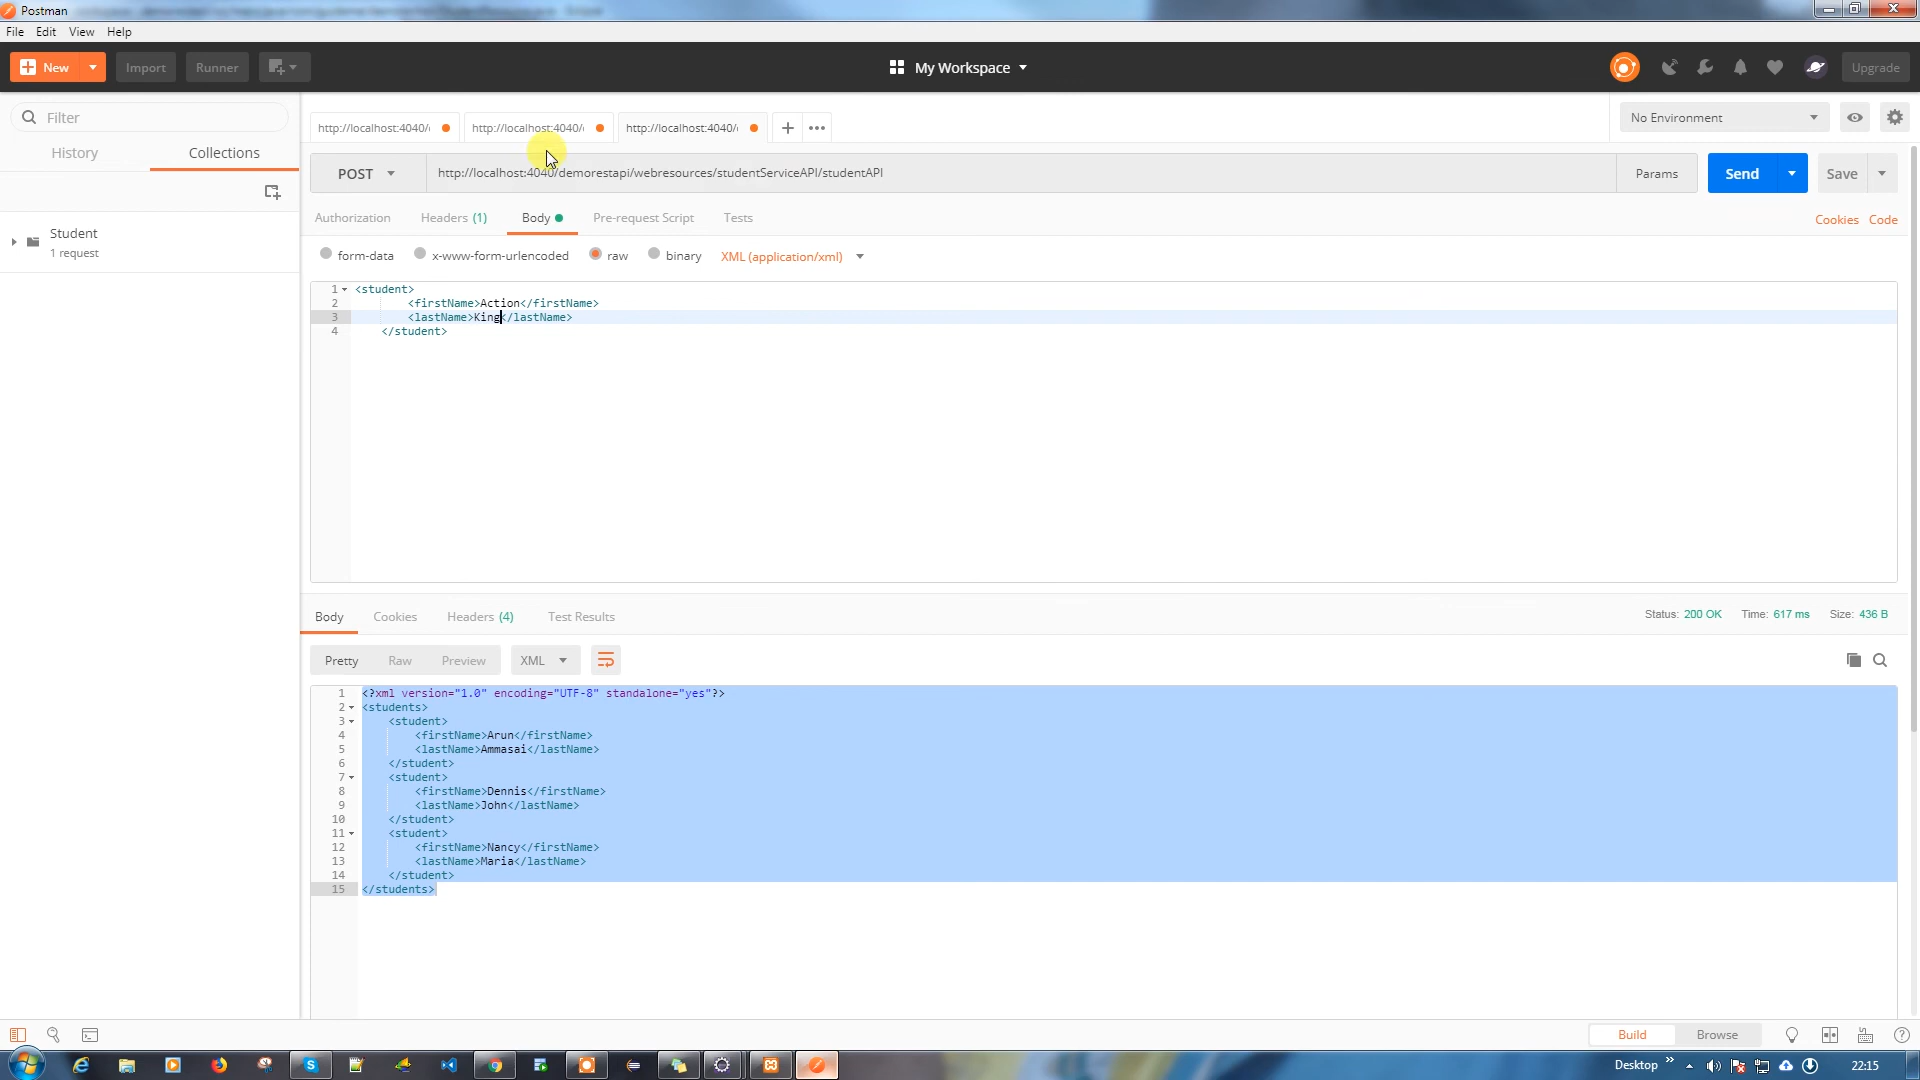 Postman
File Edit View Help
New Import Runner My Workspace Upgrade
Filter
History Collections
Student
1 request
http://localhost:4040/ http://localhost:4040/ http://localhost:4040/ No Environment
POST http://localhost:4040/demorestapi/webresources/studentServiceAPI/studentAPI Params Send Save
Authorization Headers (1) Body Pre-request Script Tests Cookies Code
form-data x-www-form-urlencoded raw binary XML (application/xml)
1 <student>
2 <firstName>Action</firstName>
3 <lastName>King</lastName>
4 </student>
Body Cookies Headers (4) Test Results Status: 200 OK Time: 617 ms Size: 436 B
Pretty Raw Preview XML
1 <?xml version="1.0" encoding="UTF-8" standalone="yes"?>
2 <students>
3 <student>
4 <firstName>Arun</firstName>
5 <lastName>Ammasai</lastName>
6 </student>
7 <student>
8 <firstName>Dennis</firstName>
9 <lastName>John</lastName>
10 </student>
11 <student>
12 <firstName>Nancy</firstName>
13 <lastName>Maria</lastName>
14 </student>
15 </students>
Build Browse
Desktop 22:15